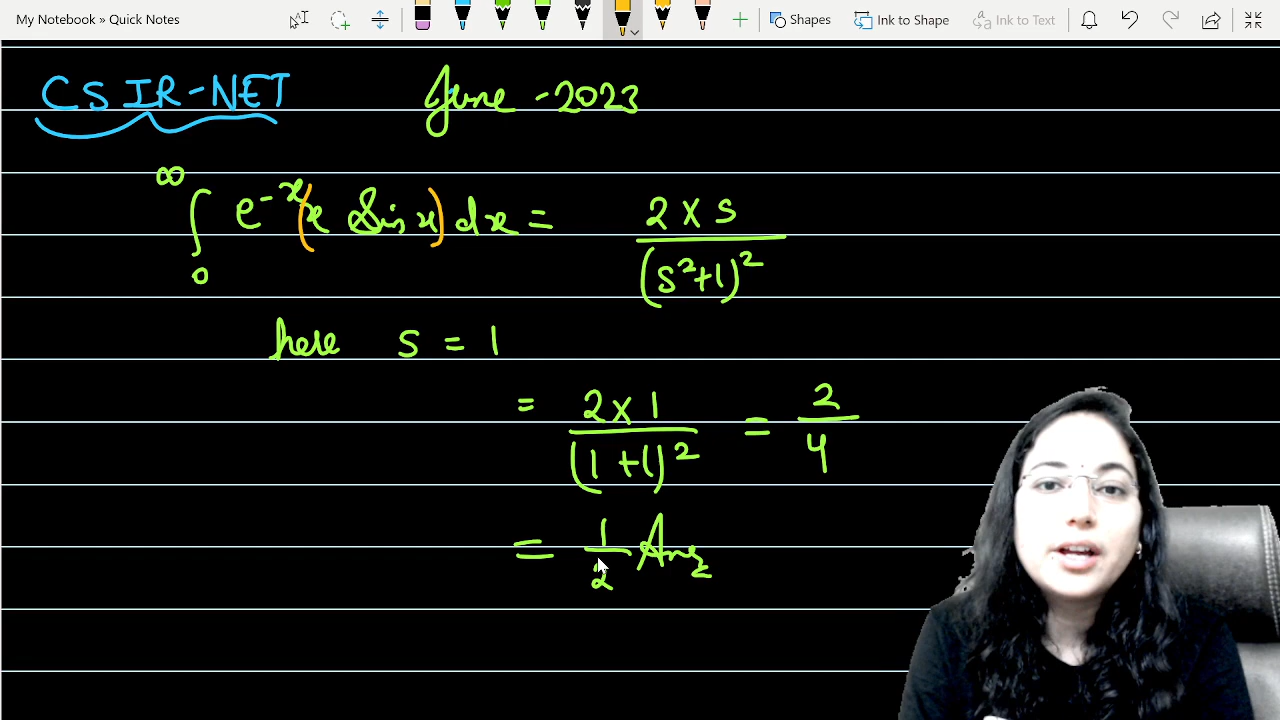 My Notebook » Quick Notes
Shapes Ink to Shape Ink to Text
CSIR-NET June - 2023
∫₀^∞ e^{-x} (x Sin x) dx = 2 × s / (s²+1)²
here s = 1
= 2 × 1 / (1+1)² = 2/4
= 1/2 Ans